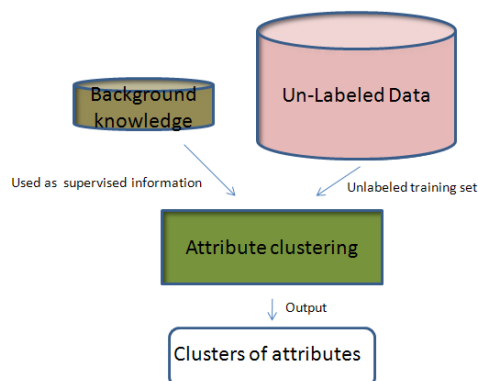 Background
knowledge
Un-Labeled Data
Used as supervised information
Unlabeled training set
Attribute clustering
Output
Clusters of attributes